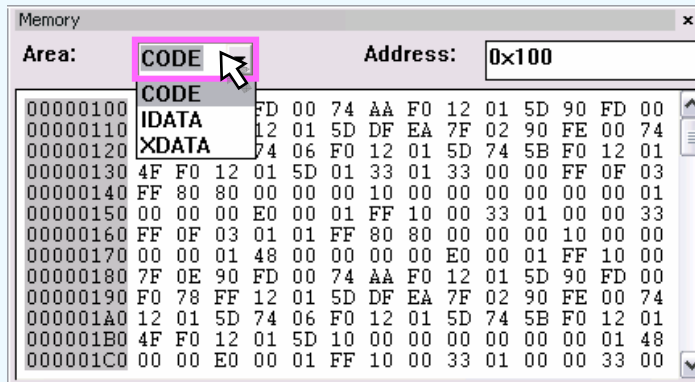 Memory x
Area: CODE Address: 0x100
CODE
IDATA
XDATA
00000100 FD 00 74 AA F0 12 01 5D 90 FD 00
00000110 12 01 5D DF EA 7F 02 90 FE 00 74
00000120 74 06 F0 12 01 5D 74 5B F0 12 01
00000130 4F F0 12 01 5D 01 33 01 33 00 00 FF 0F 03
00000140 FF 80 80 00 00 00 10 00 00 00 00 00 00 01
00000150 00 00 00 E0 00 01 FF 10 00 33 01 00 00 33
00000160 FF 0F 03 01 01 FF 80 80 00 00 00 10 00 00
00000170 00 00 01 48 00 00 00 00 E0 00 01 FF 10 00
00000180 7F 0E 90 FD 00 74 AA F0 12 01 5D 90 FD 00
00000190 F0 78 FF 12 01 5D DF EA 7F 02 90 FE 00 74
000001A0 12 01 5D 74 06 F0 12 01 5D 74 5B F0 12 01
000001B0 4F F0 12 01 5D 10 00 00 00 00 00 00 01 48
000001C0 00 00 E0 00 01 FF 10 00 33 01 00 00 33 00